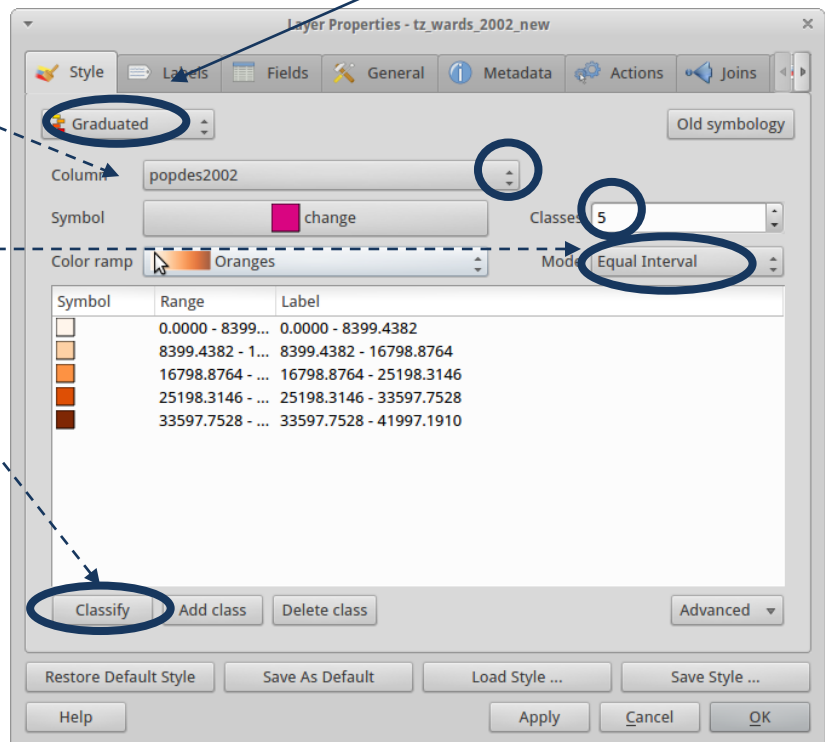 Layer Properties - tz_wards_2002_new
Style Labels Fields General Metadata Actions Joins
Graduated Old symbology
Column popdes2002
Symbol change Classes 5
Color ramp Oranges Mode Equal Interval
Symbol Range Label
0.0000 - 8399... 0.0000 - 8399.4382
8399.4382 - 1... 8399.4382 - 16798.8764
16798.8764 - ... 16798.8764 - 25198.3146
25198.3146 - ... 25198.3146 - 33597.7528
33597.7528 - ... 33597.7528 - 41997.1910
Classify Add class Delete class Advanced
Restore Default Style Save As Default Load Style ... Save Style ...
Help Apply Cancel OK